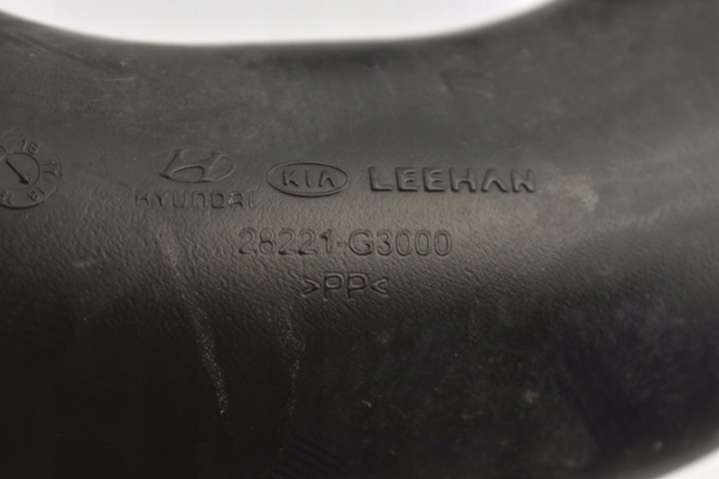 HYUNDAI KIA LEEHAN
28221-G3000
>PP<